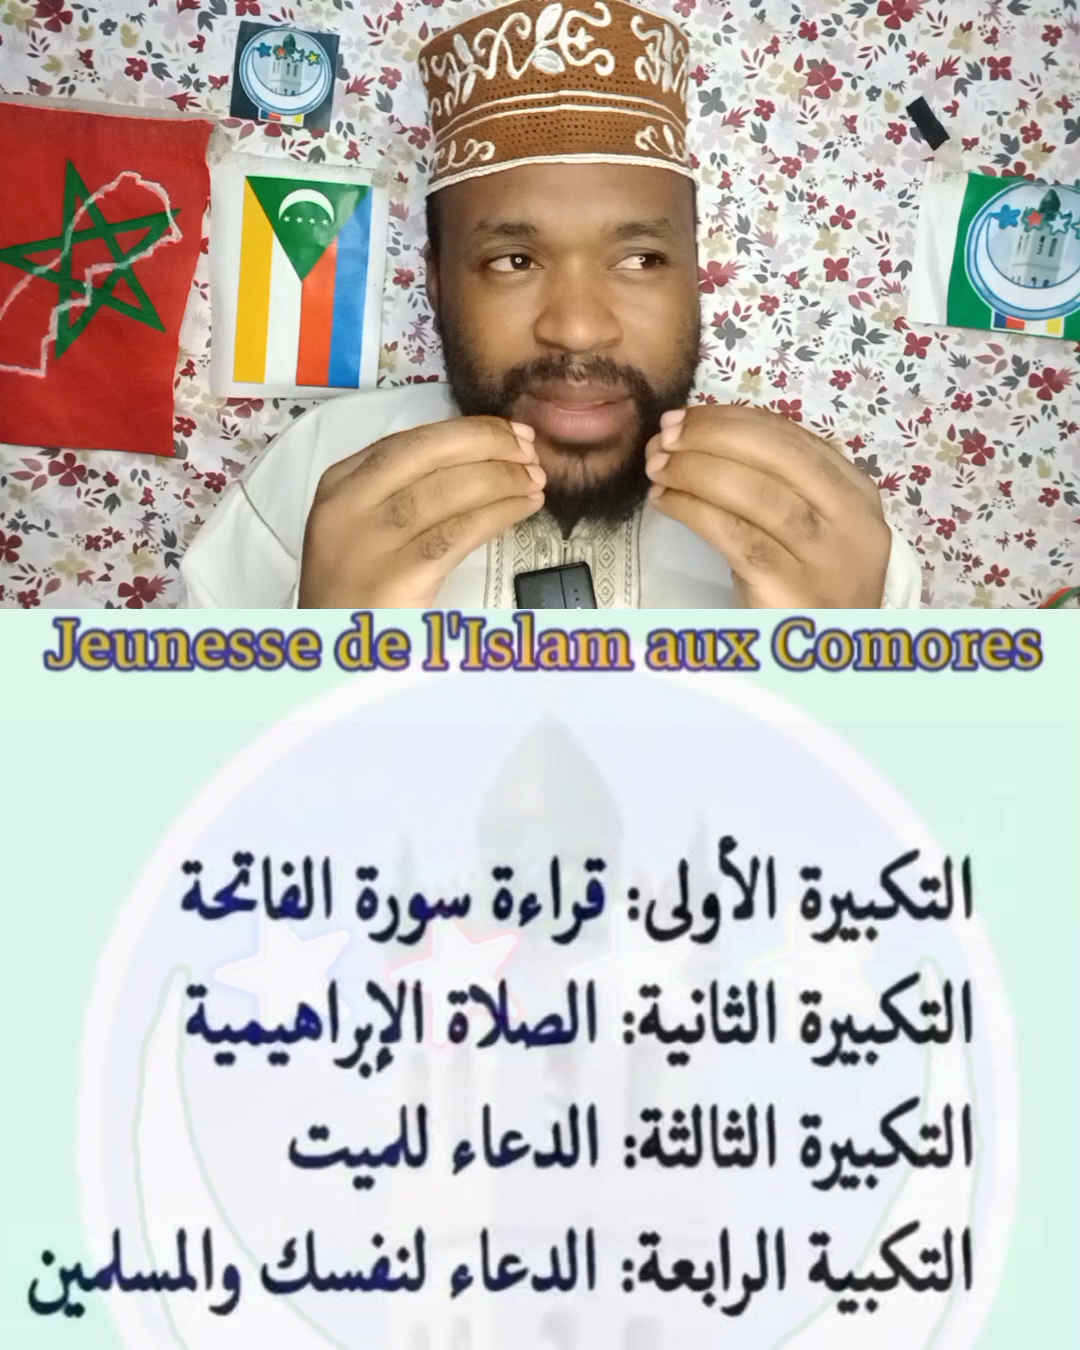 Jeunesse de l'Islam aux Comores
التكبيرة الأولى: قراءة سورة الفاتحة
التكبيرة الثانية: الصلاة الإبراهيمية
التكبيرة الثالثة: الدعاء للميت
التكبية الرابعة: الدعاء لنفسك والمسلمين